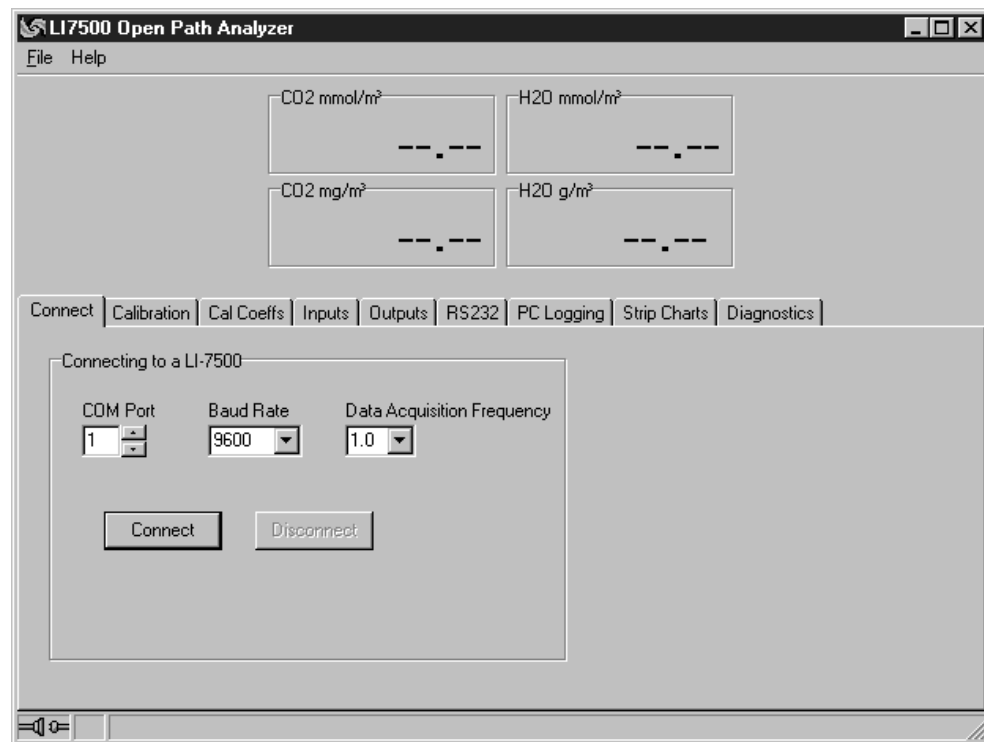 LI7500 Open Path Analyzer
File Help
CO2 mmol/m³ H2O mmol/m³
--.-- --.--
CO2 mg/m³ H2O g/m³
--.-- --.--
Connect Calibration Cal Coeffs Inputs Outputs RS232 PC Logging Strip Charts Diagnostics
Connecting to a LI-7500
COM Port Baud Rate Data Acquisition Frequency
1 9600 1.0
Connect Disconnect